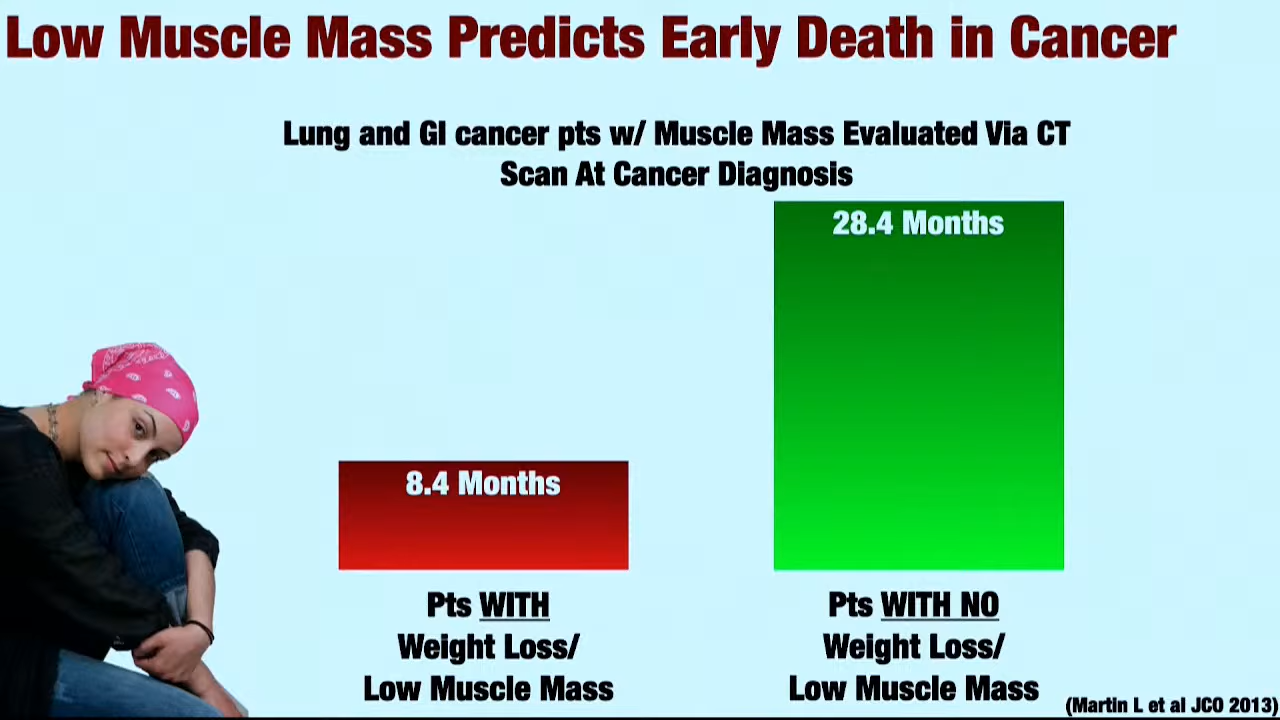 Low Muscle Mass Predicts Early Death in Cancer
Lung and GI cancer pts w/ Muscle Mass Evaluated Via CT
Scan At Cancer Diagnosis
28.4 Months
8.4 Months
Pts WITH
Weight Loss/
Low Muscle Mass
Pts WITH NO
Weight Loss/
Low Muscle Mass
(Martin L et al JCO 2013)